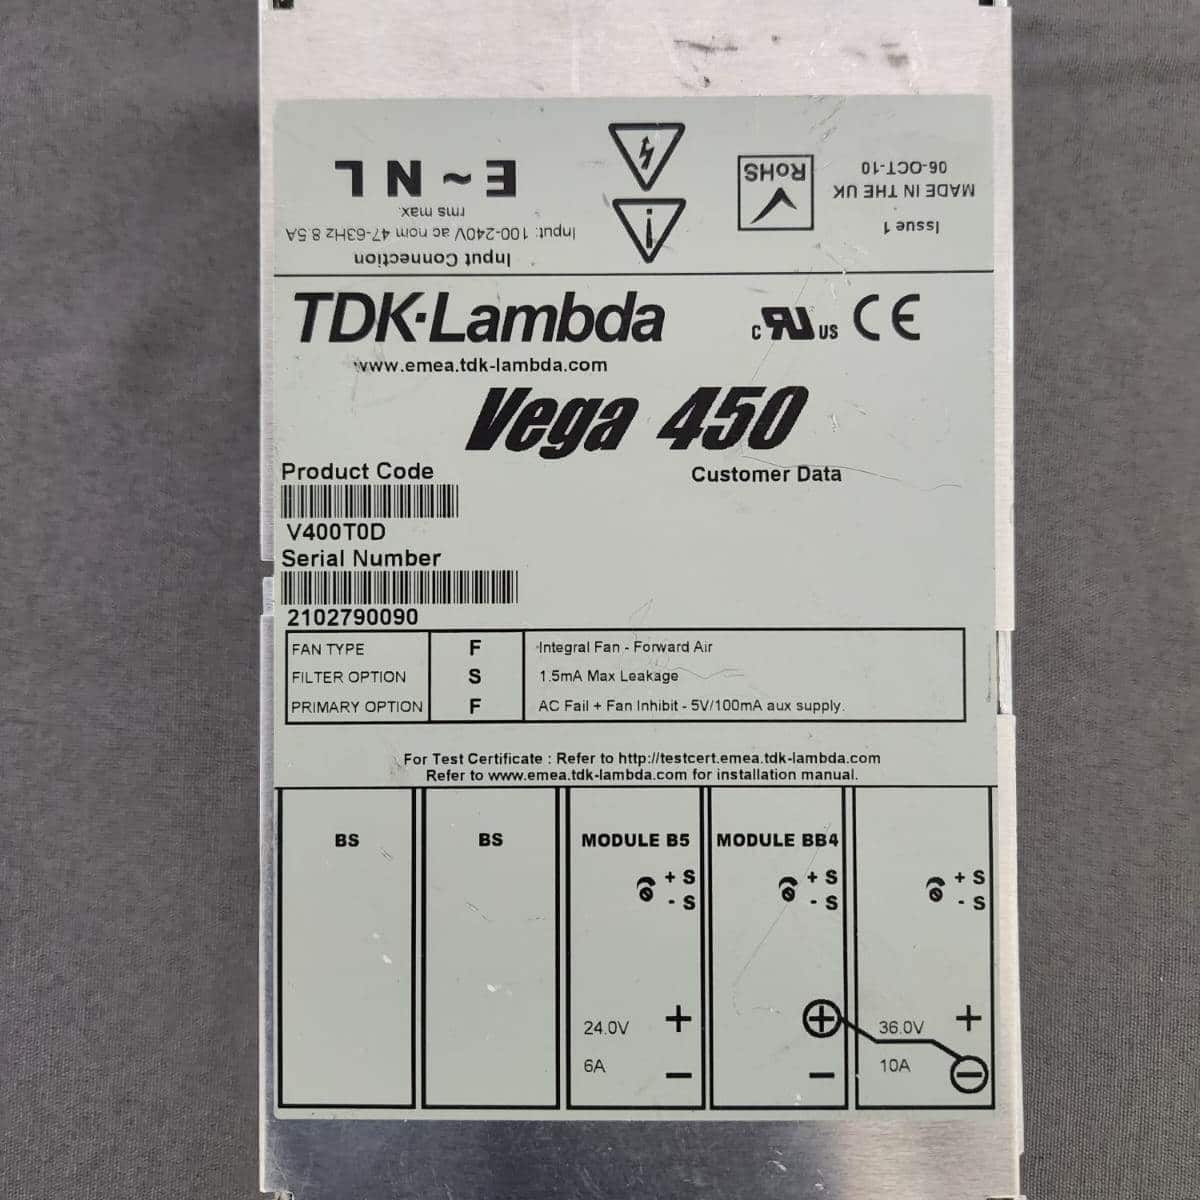 Issue 1
MADE IN THE UK
06-OCT-10
RoHS
Input Connection
Input: 100-240V ac nom 47-63Hz 8.5A
rms max.
E ~ N L
TDK·Lambda
c RU us CE
www.emea.tdk-lambda.com
Vega 450
Product Code
Customer Data
V400T0D
Serial Number
2102790090
FAN TYPE F Integral Fan - Forward Air
FILTER OPTION S 1.5mA Max Leakage
PRIMARY OPTION F AC Fail + Fan Inhibit - 5V/100mA aux supply.
For Test Certificate : Refer to http://testcert.emea.tdk-lambda.com
Refer to www.emea.tdk-lambda.com for installation manual.
BS BS MODULE B5 MODULE BB4
+ S + S + S
- S - S - S
24.0V + + 36.0V +
6A - - 10A -